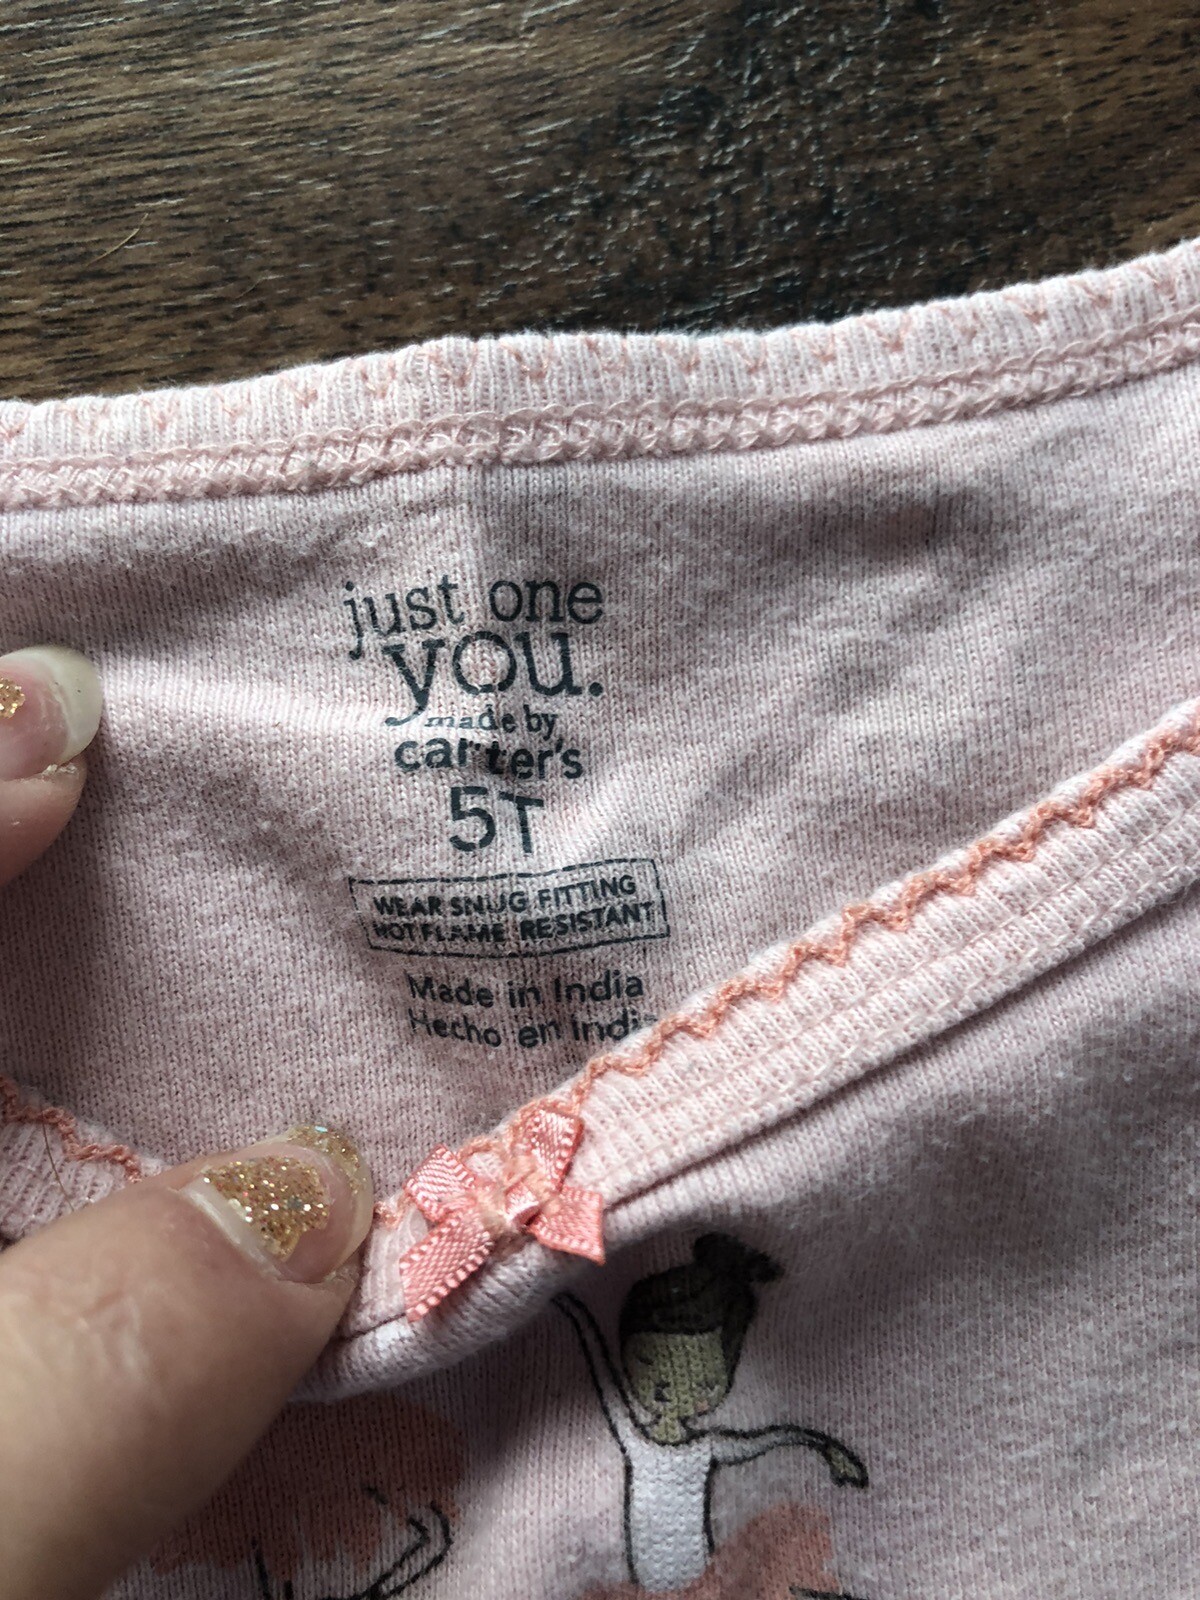 just one
you.
made by
carter's
5T
WEAR SNUG FITTING
NOT FLAME RESISTANT
Made in India
Hecho en India